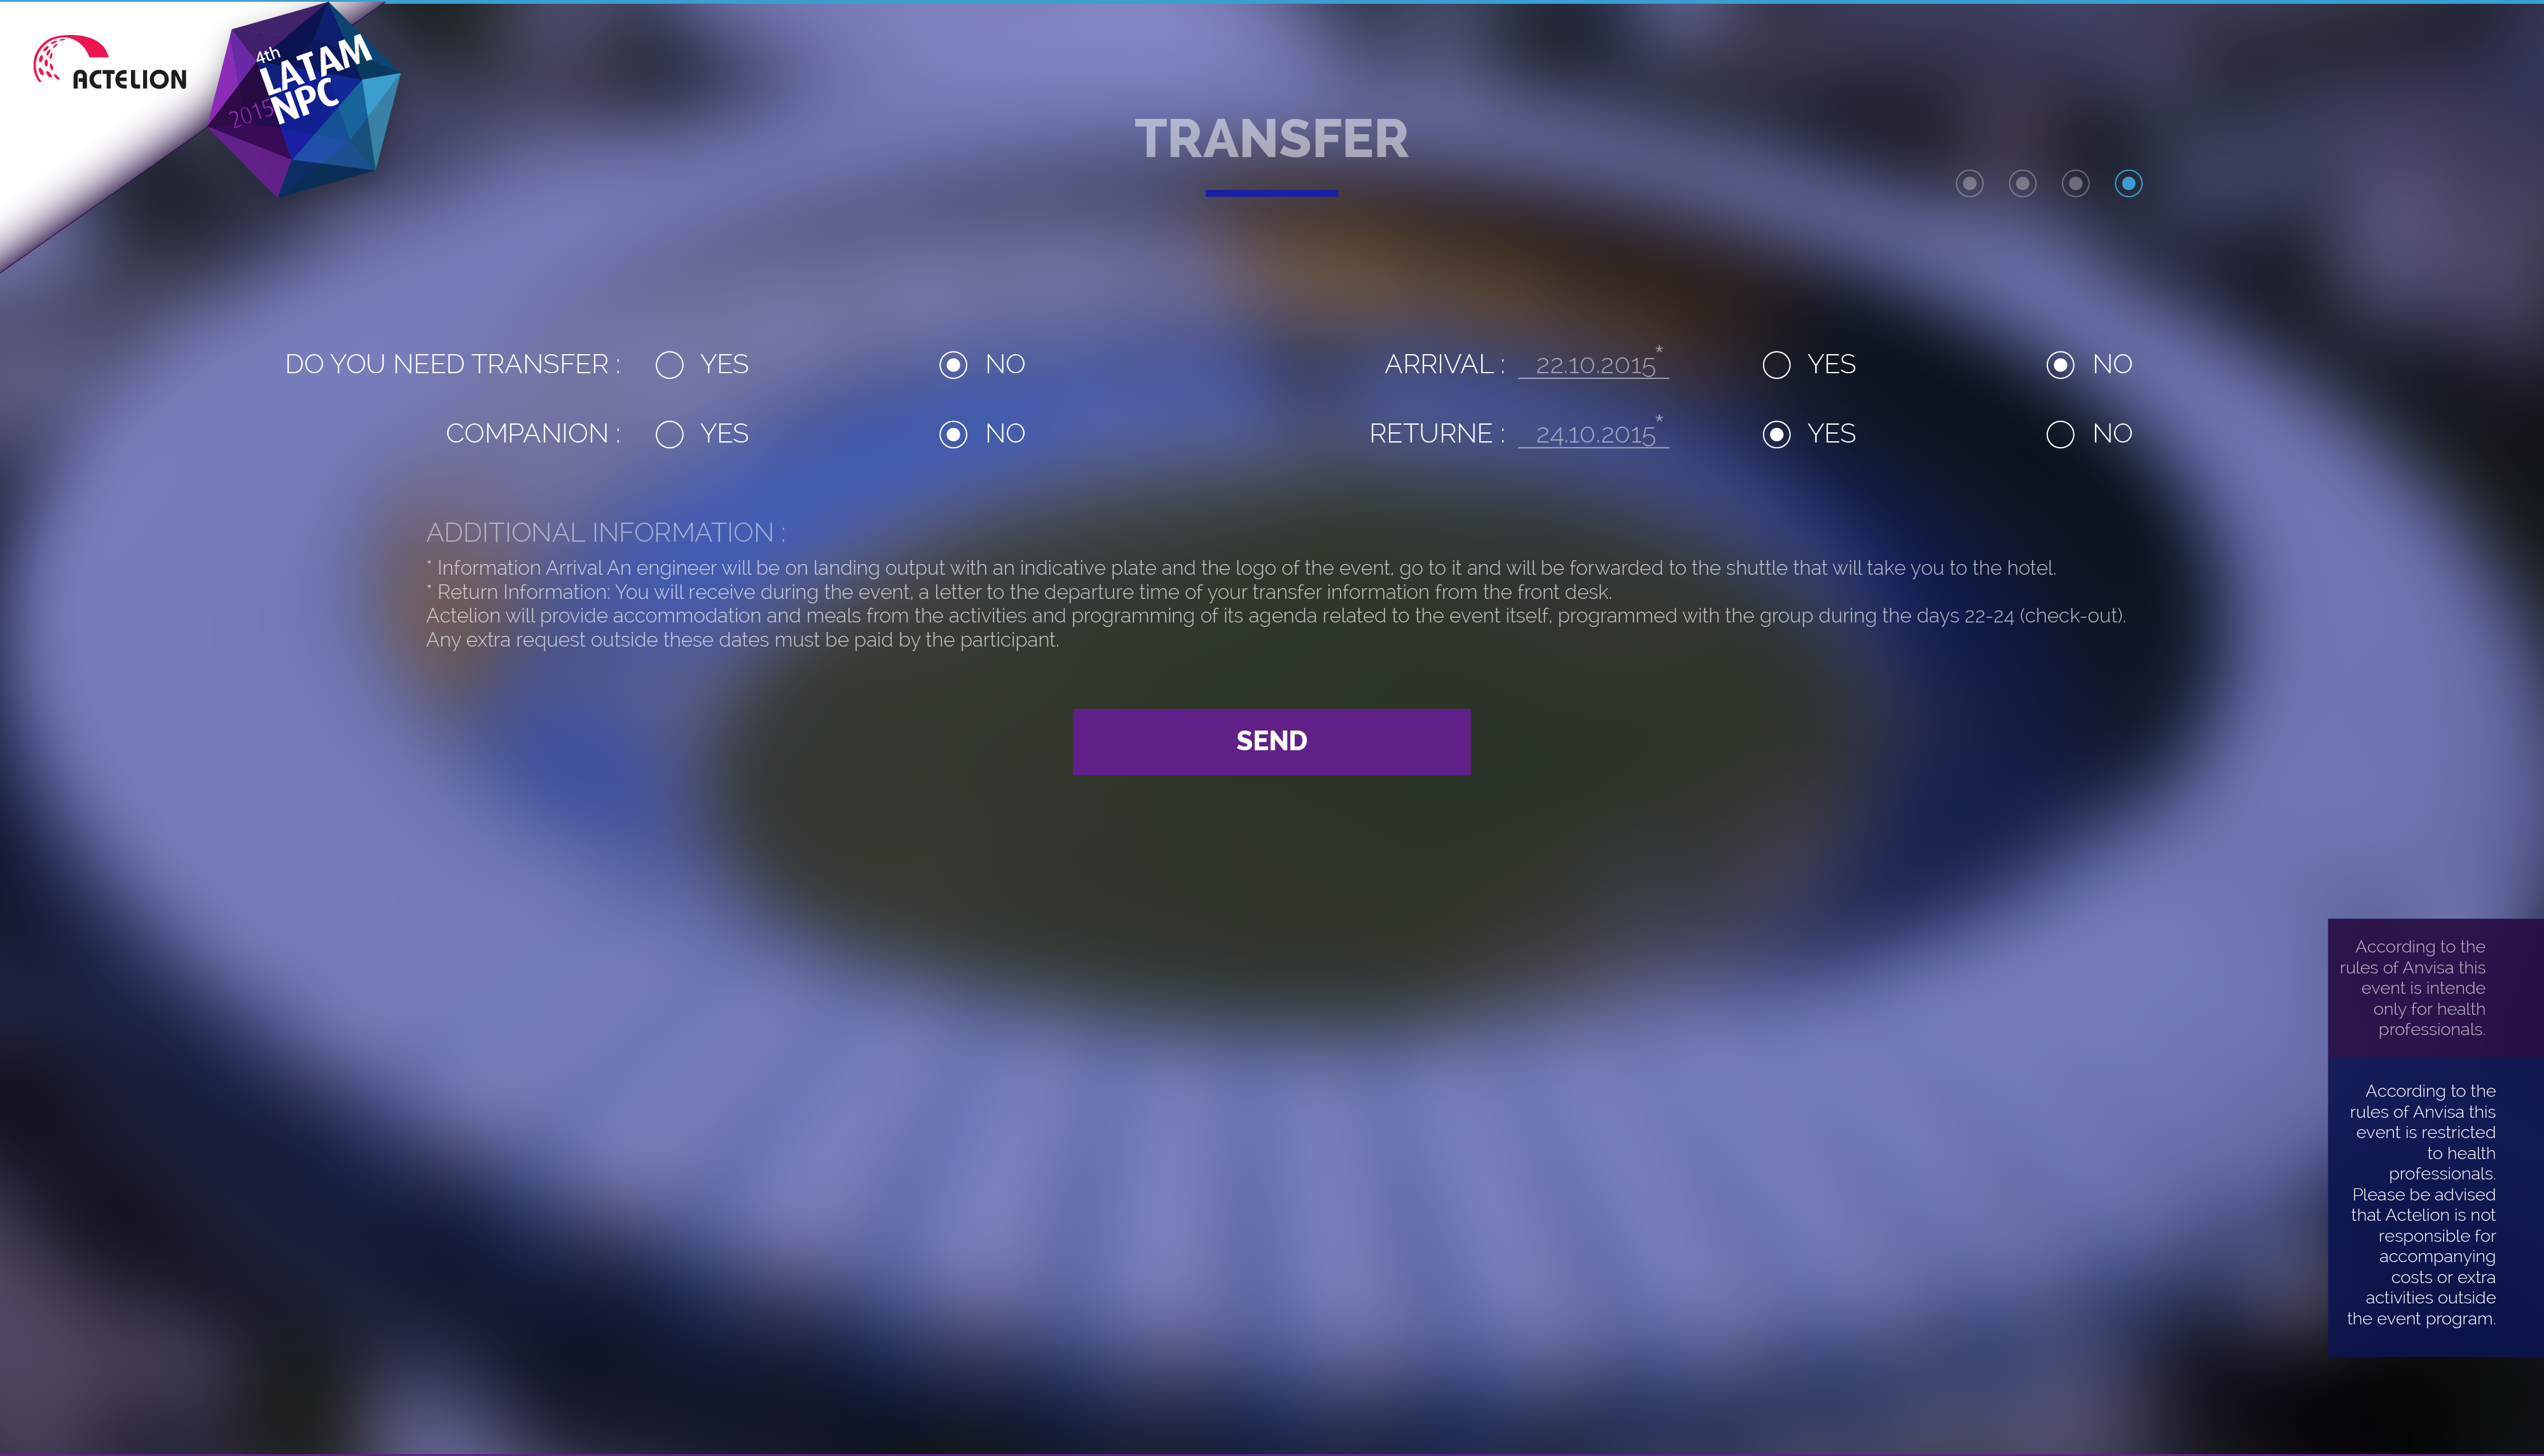 ACTELION
4th
LATAM
NPC
2015
TRANSFER
DO YOU NEED TRANSFER : YES NO ARRIVAL : 22.10.2015* YES NO
COMPANION : YES NO RETURNE : 24.10.2015* YES NO
ADDITIONAL INFORMATION :
* Information Arrival An engineer will be on landing output with an indicative plate and the logo of the event, go to it and will be forwarded to the shuttle that will take you to the hotel.
* Return Information: You will receive during the event, a letter to the departure time of your transfer information from the front desk.
Actelion will provide accommodation and meals from the activities and programming of its agenda related to the event itself, programmed with the group during the days 22-24 (check-out).
Any extra request outside these dates must be paid by the participant.
SEND
According to the
rules of Anvisa this
event is intende
only for health
professionals.
According to the
rules of Anvisa this
event is restricted
to health
professionals.
Please be advised
that Actelion is not
responsible for
accompanying
costs or extra
activities outside
the event program.